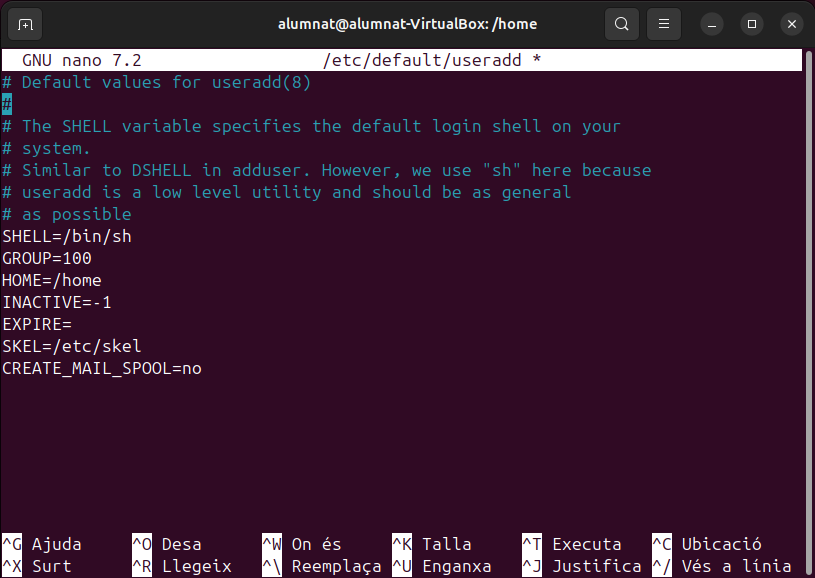 alumnat@alumnat-VirtualBox: /home
GNU nano 7.2 /etc/default/useradd *
# Default values for useradd(8)
#
# The SHELL variable specifies the default login shell on your
# system.
# Similar to DSHELL in adduser. However, we use "sh" here because
# useradd is a low level utility and should be as general
# as possible
SHELL=/bin/sh
GROUP=100
HOME=/home
INACTIVE=-1
EXPIRE=
SKEL=/etc/skel
CREATE_MAIL_SPOOL=no
^G Ajuda ^O Desa ^W On és ^K Talla ^T Executa ^C Ubicació
^X Surt ^R Llegeix ^\ Reemplaça ^U Enganxa ^J Justifica ^/ Vés a línia